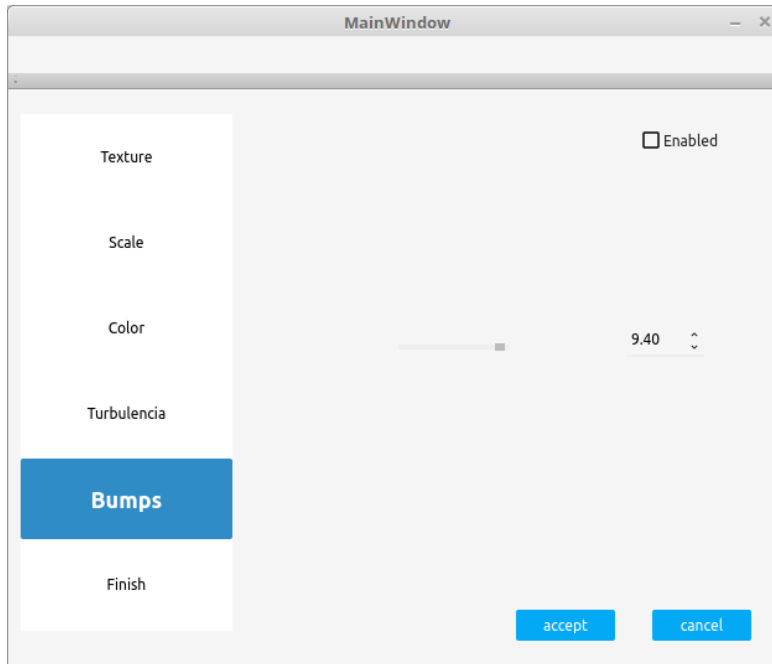 MainWindow
Texture
Scale
Color
Turbulencia
Bumps
Finish
Enabled
9.40
accept
cancel